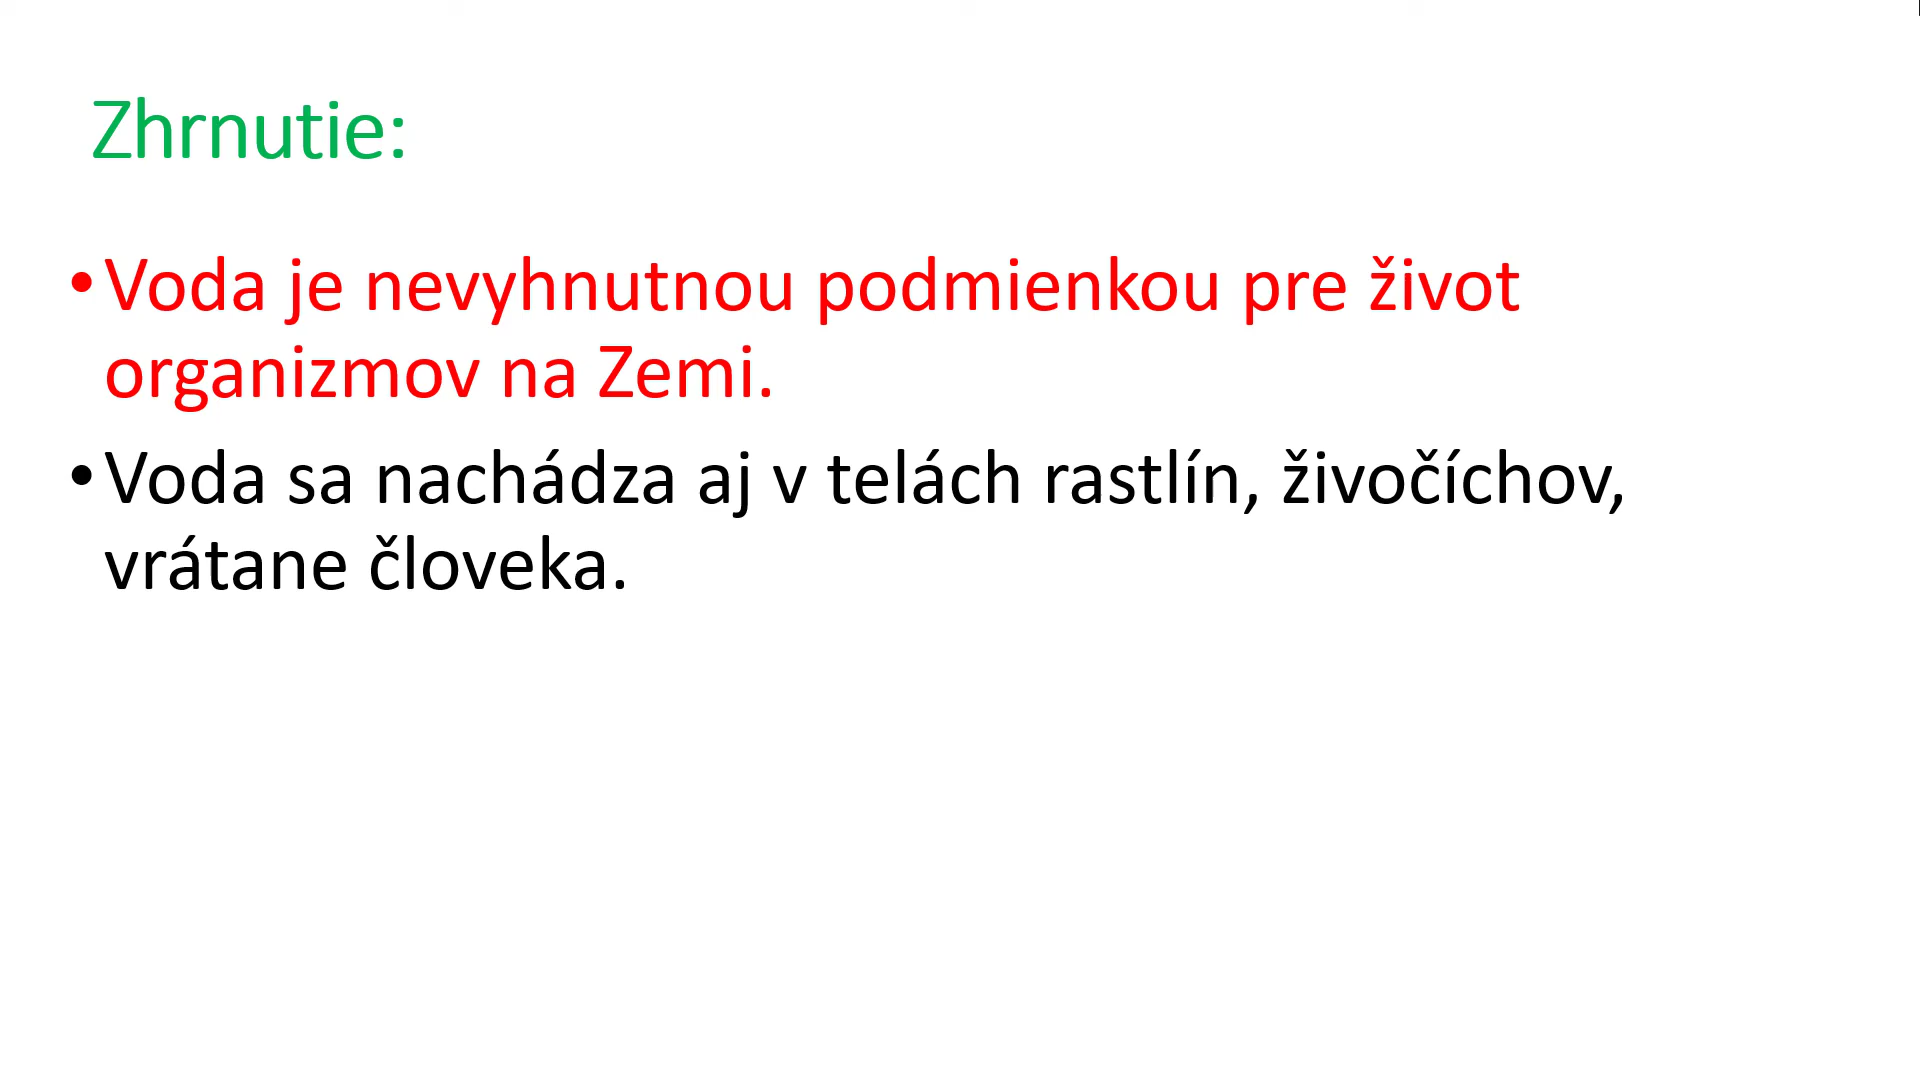 Zhrnutie:
•Voda je nevyhnutnou podmienkou pre život
organizmov na Zemi.
•Voda sa nachádza aj v telách rastlín, živočíchov,
vrátane človeka.